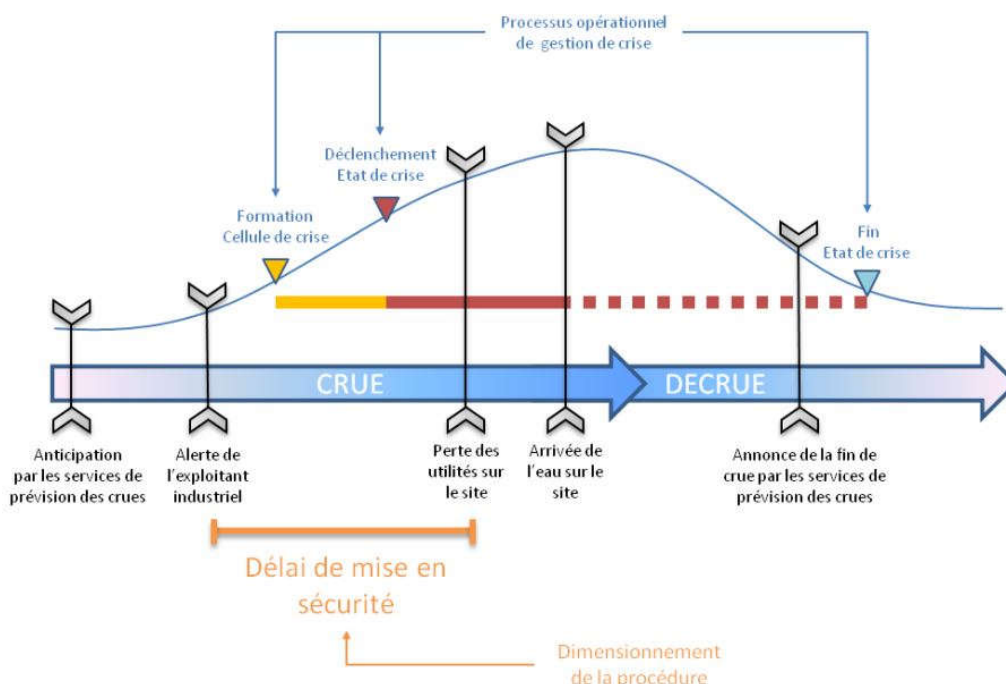 Processus opérationnel
de gestion de crise
Déclenchement
Etat de crise
Formation
Cellule de crise
Fin
Etat de crise
CRUE
DECRUE
Anticipation
par les services de
prévision des crues
Alerte de
l'exploitant
industriel
Perte des
utilités sur
le site
Arrivée de
l'eau sur le
site
Annonce de la fin de
crue par les services de
prévision des crues
Délai de mise en
sécurité
Dimensionnement
de la procédure